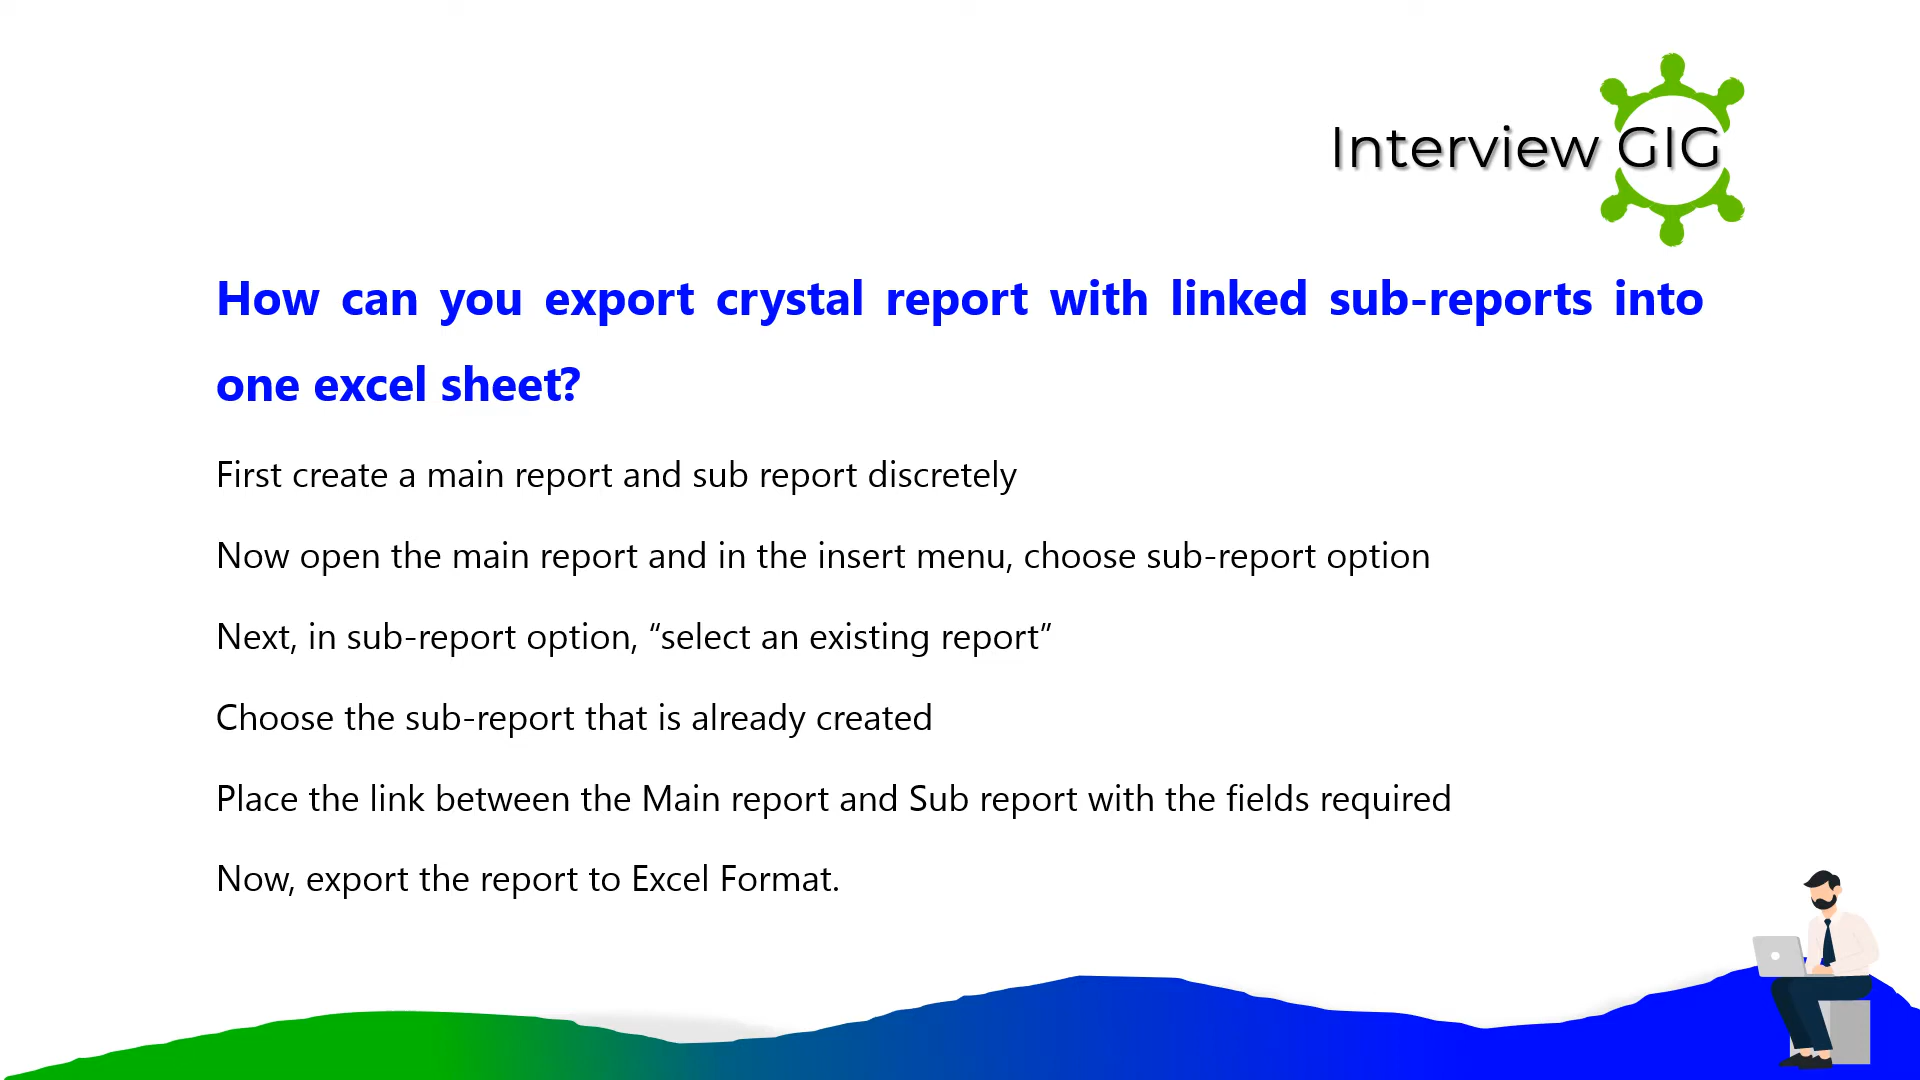 Interview GIG
How can you export crystal report with linked sub-reports into
one excel sheet?
First create a main report and sub report discretely
Now open the main report and in the insert menu, choose sub-report option
Next, in sub-report option, “select an existing report”
Choose the sub-report that is already created
Place the link between the Main report and Sub report with the fields required
Now, export the report to Excel Format.